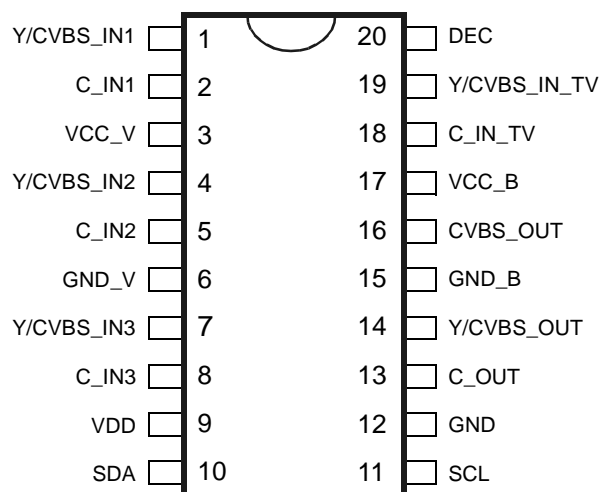 Y/CVBS_IN1 1 20 DEC
C_IN1 2 19 Y/CVBS_IN_TV
VCC_V 3 18 C_IN_TV
Y/CVBS_IN2 4 17 VCC_B
C_IN2 5 16 CVBS_OUT
GND_V 6 15 GND_B
Y/CVBS_IN3 7 14 Y/CVBS_OUT
C_IN3 8 13 C_OUT
VDD 9 12 GND
SDA 10 11 SCL